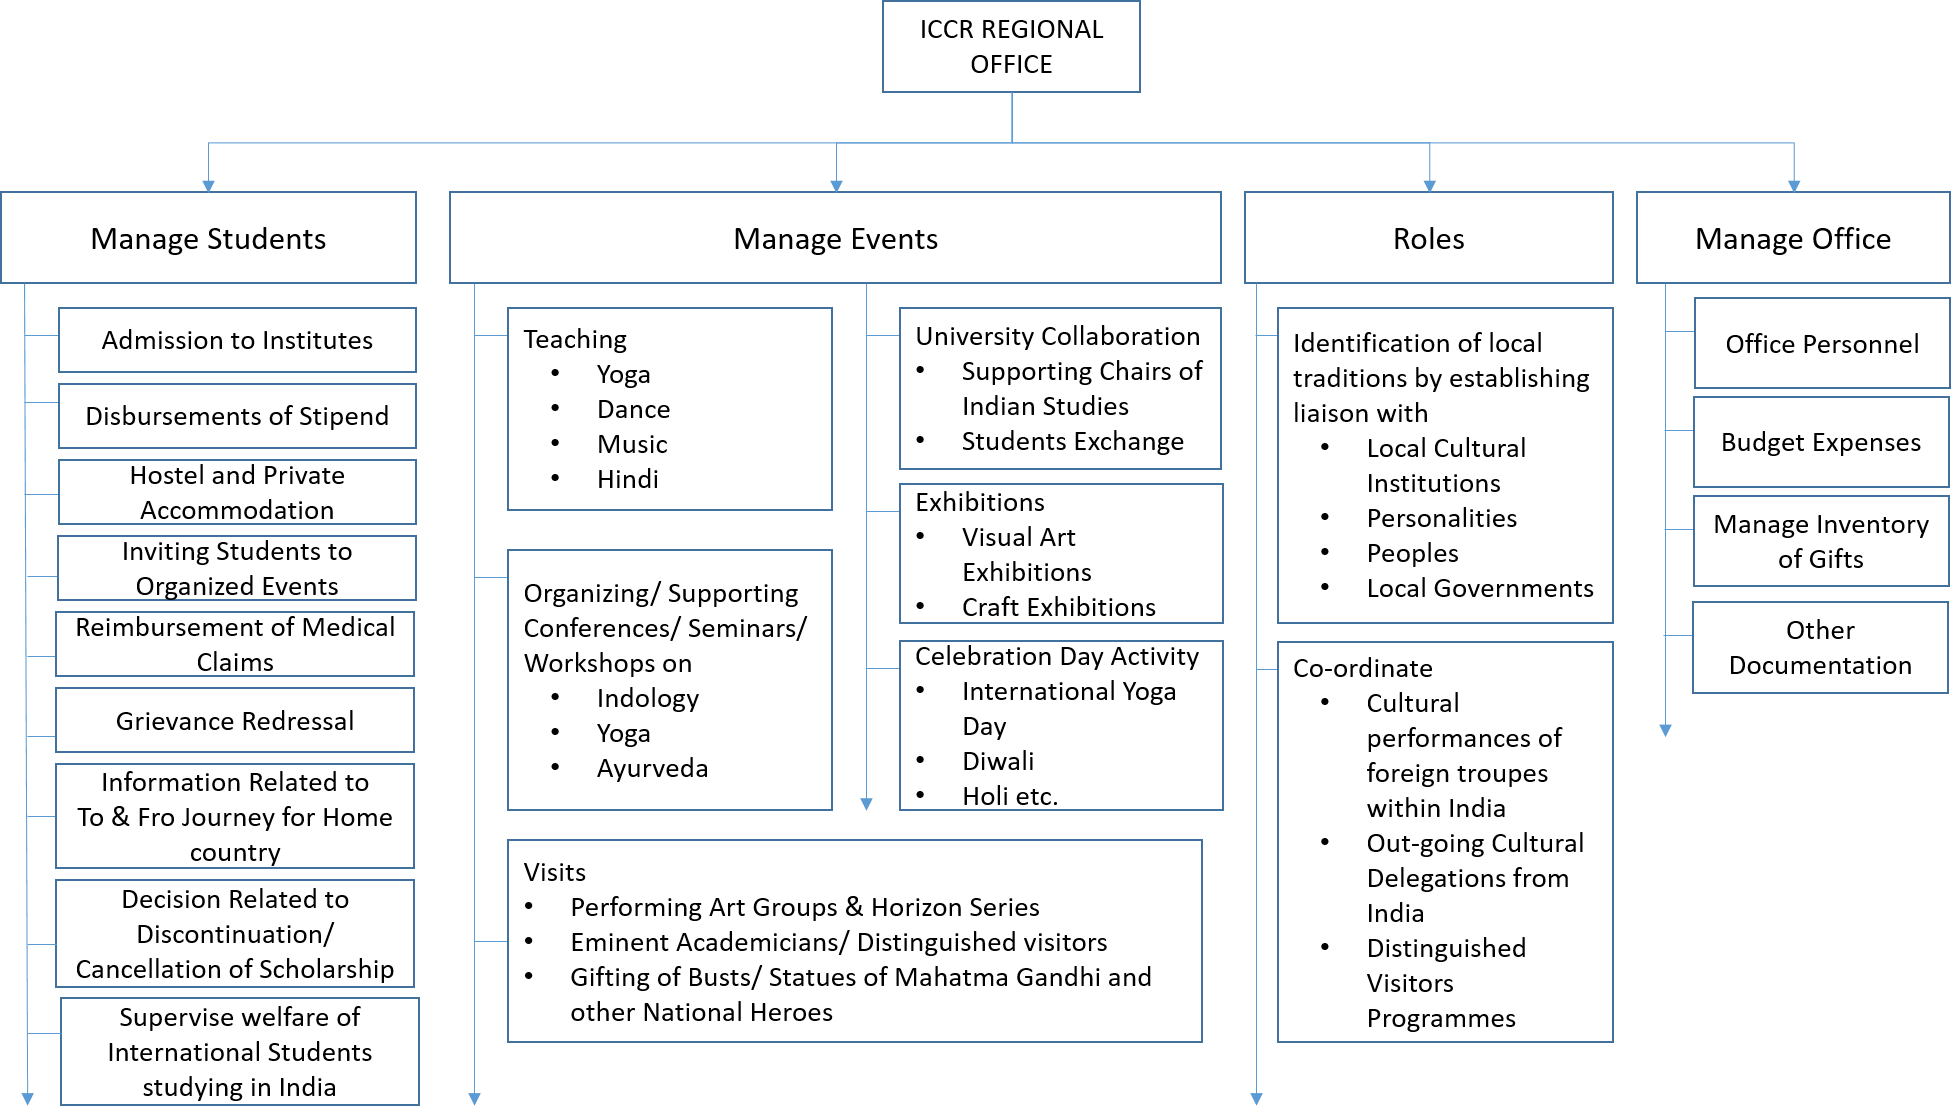 ICCR REGIONAL
OFFICE
Manage Students
Admission to Institutes
Disbursements of Stipend
Hostel and Private
Accommodation
Inviting Students to
Organized Events
Reimbursement of Medical
Claims
Grievance Redressal
Information Related to
To & Fro Journey for Home
country
Decision Related to
Discontinuation/
Cancellation of Scholarship
Supervise welfare of
International Students
studying in India
Manage Events
Teaching
• Yoga
• Dance
• Music
• Hindi
Organizing/ Supporting
Conferences/ Seminars/
Workshops on
• Indology
• Yoga
• Ayurveda
University Collaboration
• Supporting Chairs of
Indian Studies
• Students Exchange
Exhibitions
• Visual Art
Exhibitions
• Craft Exhibitions
Celebration Day Activity
• International Yoga
Day
• Diwali
• Holi etc.
Visits
• Performing Art Groups & Horizon Series
• Eminent Academicians/ Distinguished visitors
• Gifting of Busts/ Statues of Mahatma Gandhi and
other National Heroes
Roles
Identification of local
traditions by establishing
liaison with
• Local Cultural
Institutions
• Personalities
• Peoples
• Local Governments
Co-ordinate
• Cultural
performances of
foreign troupes
within India
• Out-going Cultural
Delegations from
India
• Distinguished
Visitors
Programmes
Manage Office
Office Personnel
Budget Expenses
Manage Inventory
of Gifts
Other
Documentation